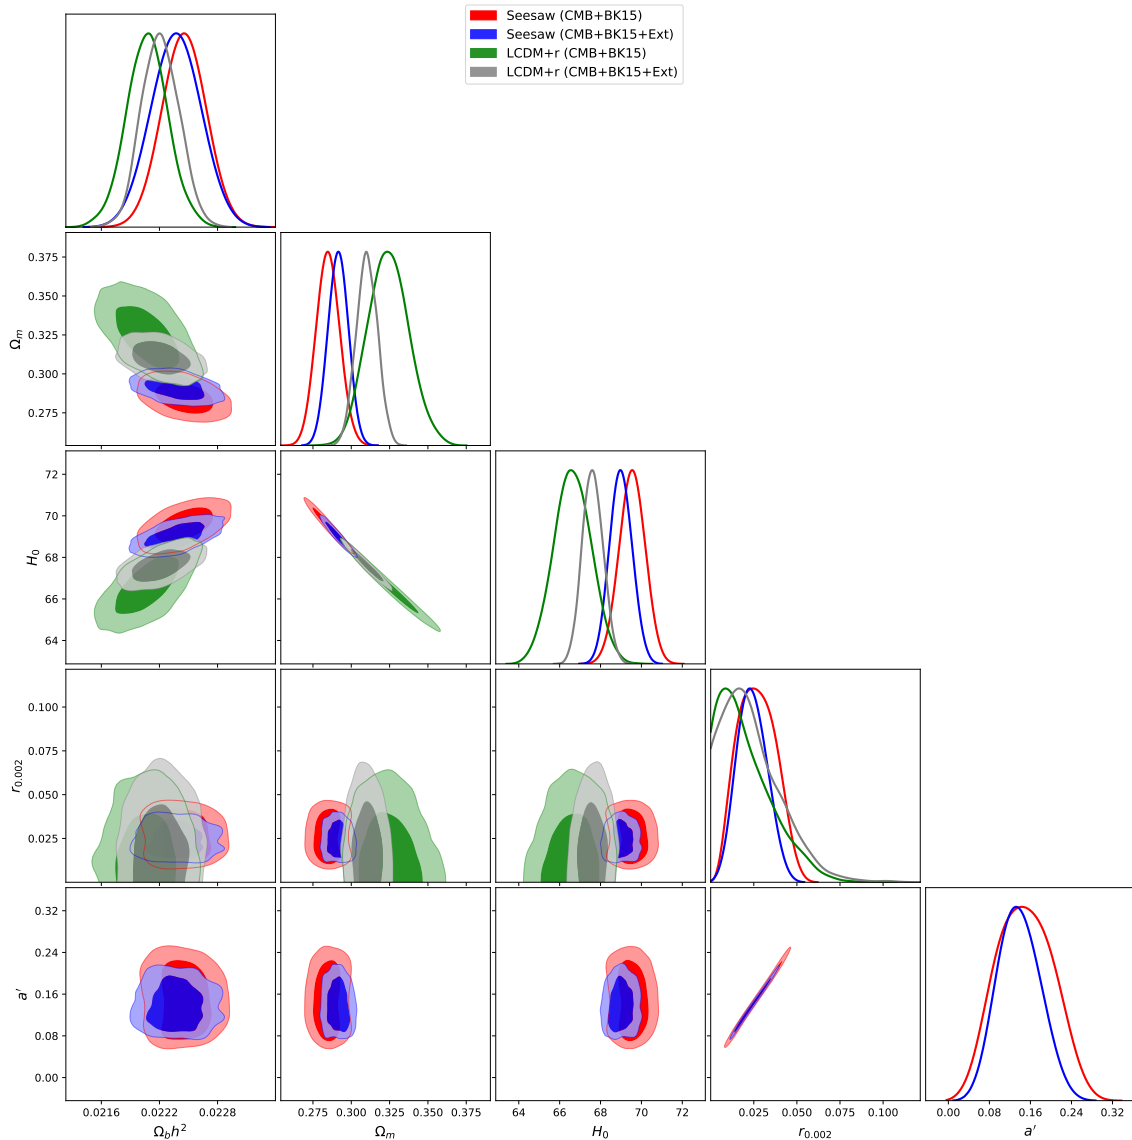 Seesaw (CMB+BK15)
Seesaw (CMB+BK15+Ext)
LCDM+r (CMB+BK15)
LCDM+r (CMB+BK15+Ext)
0.375
0.350
0.325
0.300
0.275
Ωm
72
70
68
66
64
H0
0.100
0.075
0.050
0.025
r0.002
0.32
0.24
0.16
0.08
0.00
a′
0.0216 0.0222 0.0228
0.275 0.300 0.325 0.350 0.375
64 66 68 70 72
0.025 0.050 0.075 0.100
0.00 0.08 0.16 0.24 0.32
Ωbh² Ωm H0 r0.002 a′